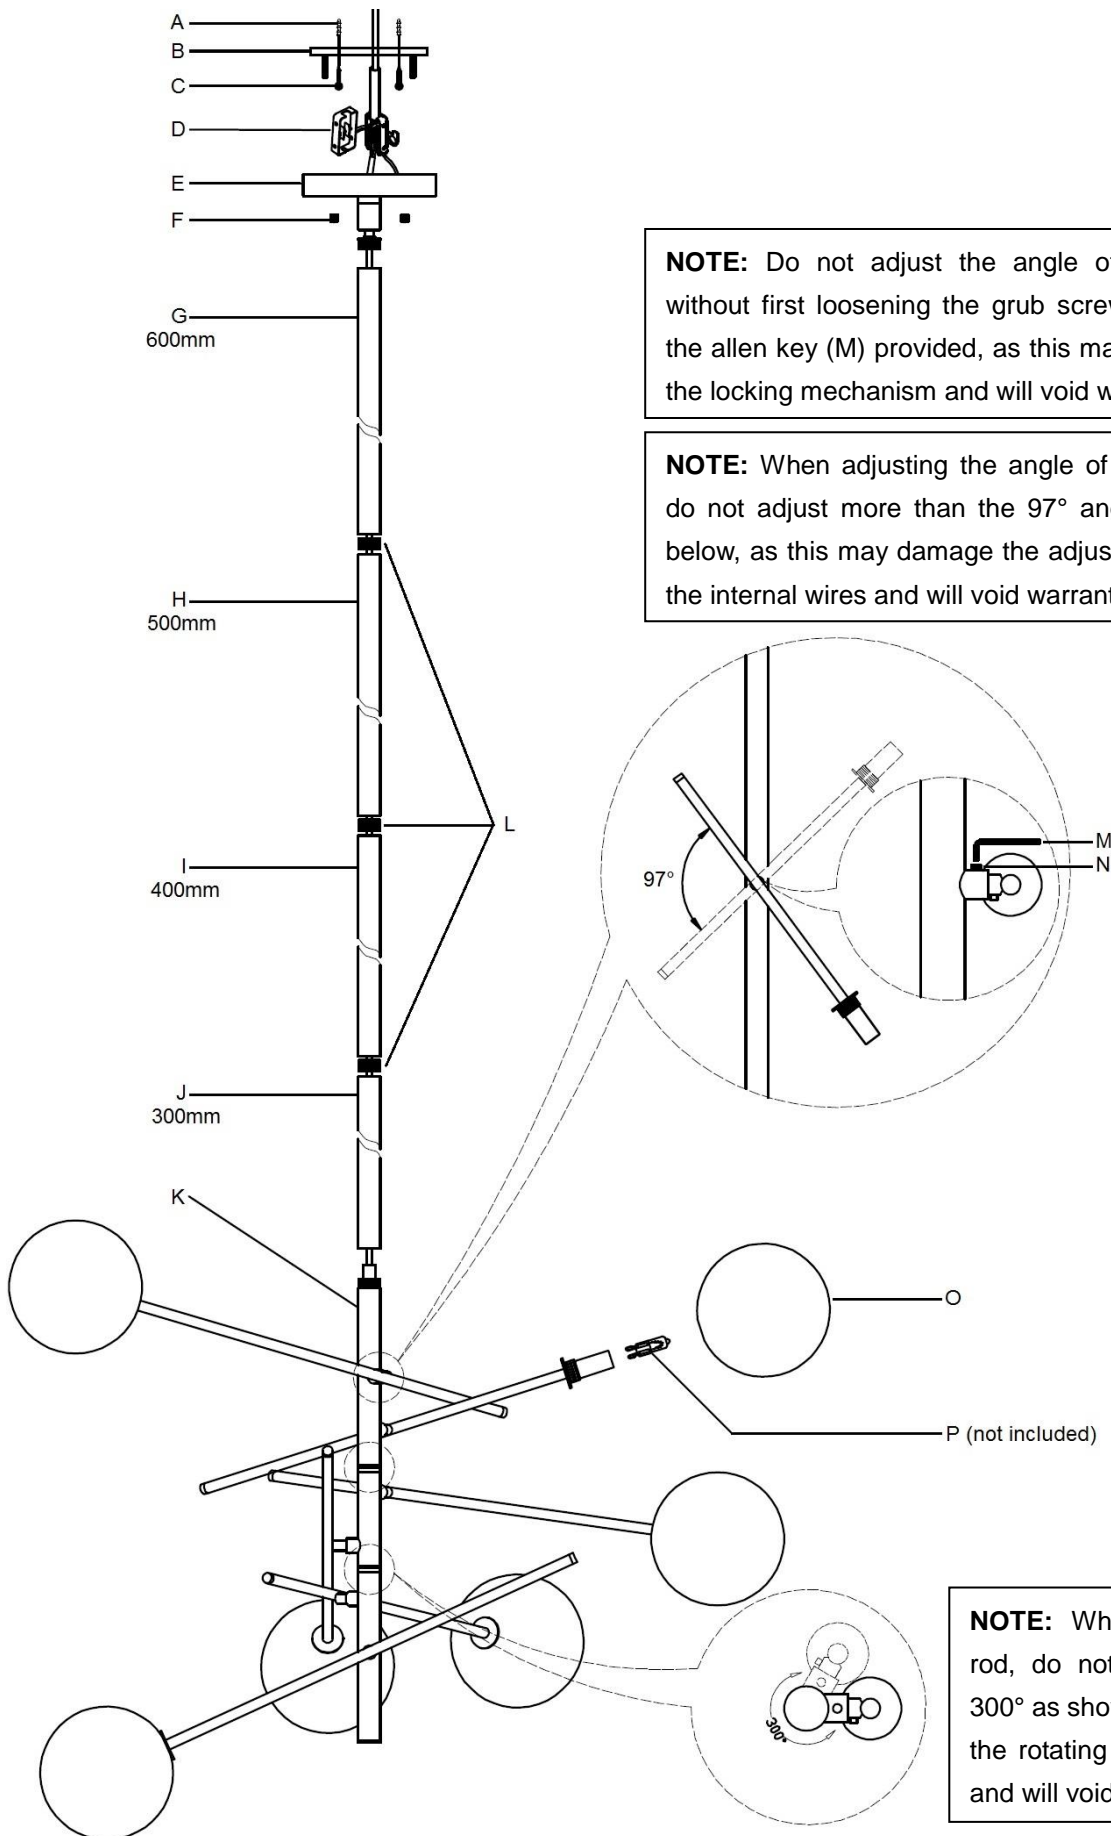 A
B
C
D
E
F
G
600mm
H
500mm
L
I
400mm
J
300mm
K
NOTE: Do not adjust the angle of
without first loosening the grub screw
the allen key (M) provided, as this ma
the locking mechanism and will void w
NOTE: When adjusting the angle of
do not adjust more than the 97° and
below, as this may damage the adjus
the internal wires and will void warrant
97°
M
N
O
P (not included)
300°
NOTE: Wh
rod, do not
300° as sho
the rotating
and will void